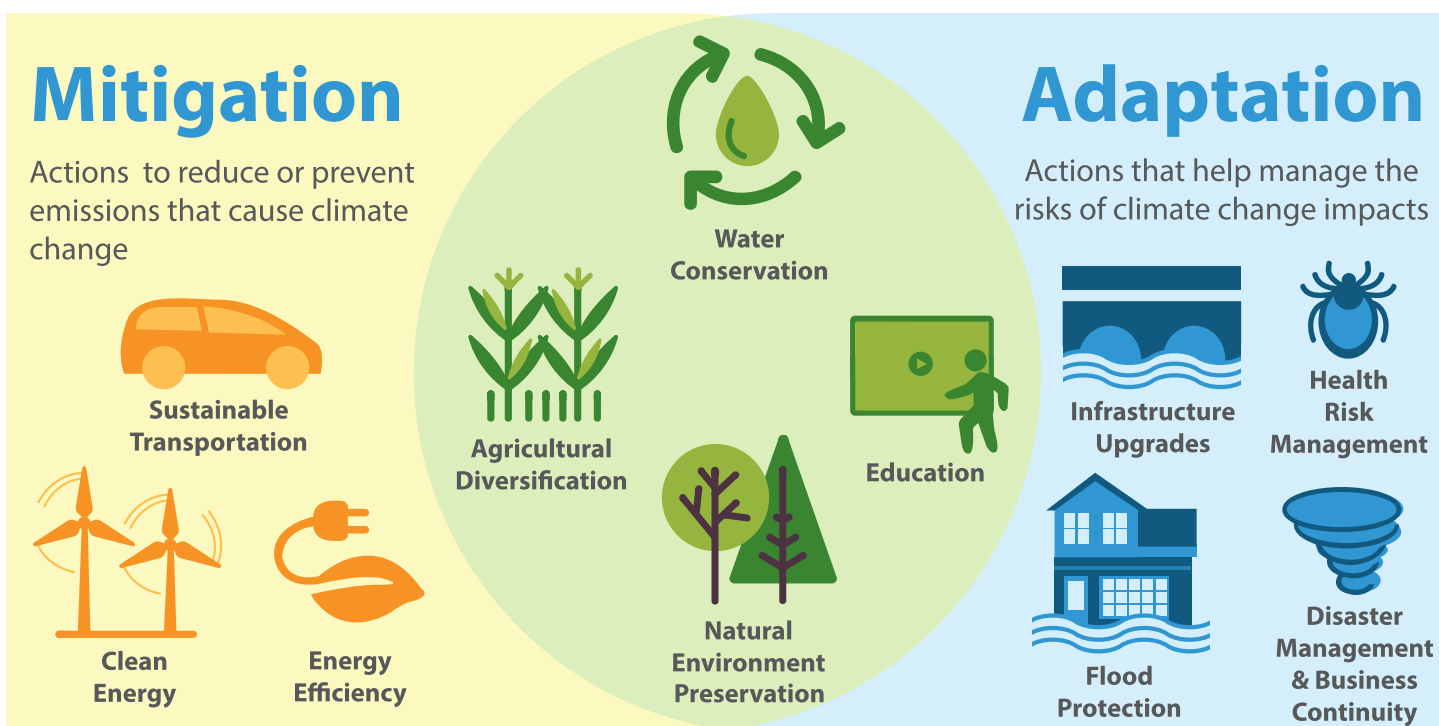 Mitigation
Actions to reduce or prevent
emissions that cause climate
change
Sustainable
Transportation
Clean
Energy
Energy
Efficiency
Water
Conservation
Agricultural
Diversification
Education
Natural
Environment
Preservation
Adaptation
Actions that help manage the
risks of climate change impacts
Infrastructure
Upgrades
Health
Risk
Management
Flood
Protection
Disaster
Management
& Business
Continuity